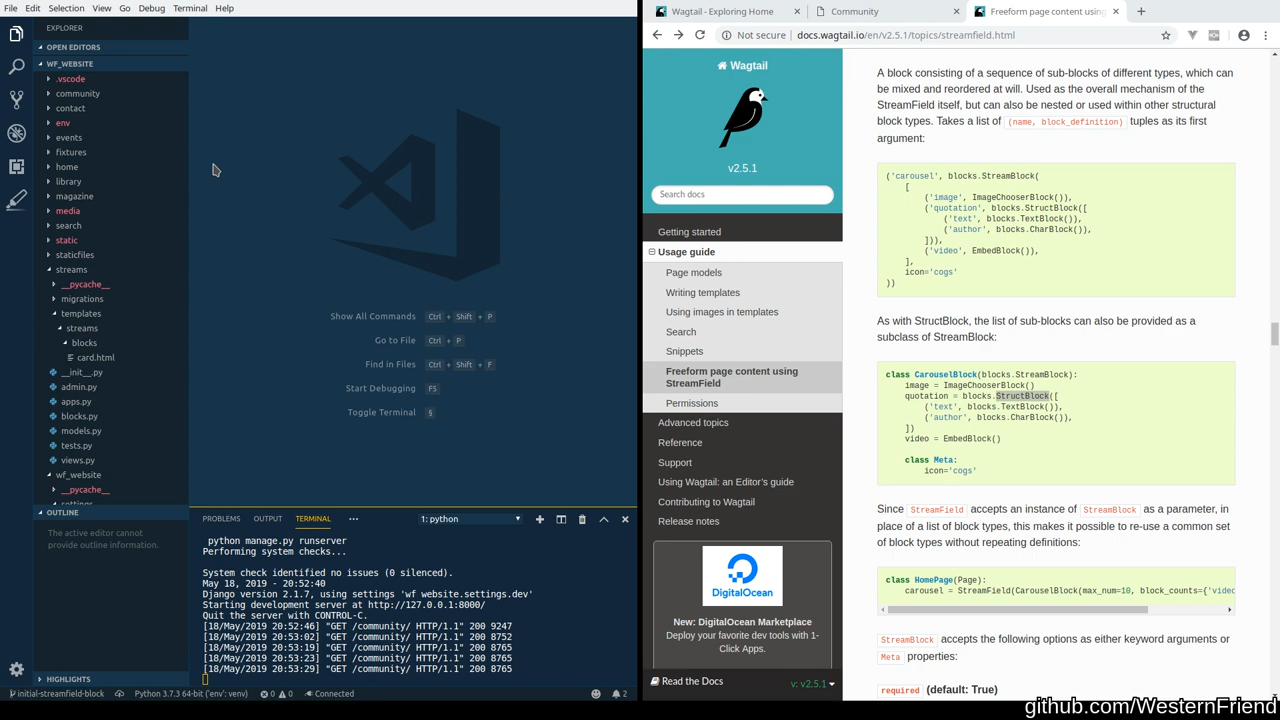 File Edit Selection View Go Debug Terminal Help
EXPLORER
OPEN EDITORS
WF_WEBSITE
.vscode
community
contact
env
events
fixtures
home
library
magazine
media
search
static
staticfiles
streams
__pycache__
migrations
templates
streams
blocks
card.html
__init__.py
admin.py
apps.py
blocks.py
models.py
tests.py
views.py
wf_website
__pycache__
settings
OUTLINE
The active editor cannot
provide outline information.
HIGHLIGHTS
Show All Commands Ctrl + Shift + P
Go to File Ctrl + P
Find in Files Ctrl + Shift + F
Start Debugging F5
Toggle Terminal §
PROBLEMS OUTPUT TERMINAL ••• 1: python
python manage.py runserver
Performing system checks...
System check identified no issues (0 silenced).
May 18, 2019 - 20:52:40
Django version 2.1.7, using settings 'wf_website.settings.dev'
Starting development server at http://127.0.0.1:8000/
Quit the server with CONTROL-C.
[18/May/2019 20:52:46] "GET /community/ HTTP/1.1" 200 9247
[18/May/2019 20:53:02] "GET /community/ HTTP/1.1" 200 8752
[18/May/2019 20:53:19] "GET /community/ HTTP/1.1" 200 8765
[18/May/2019 20:53:23] "GET /community/ HTTP/1.1" 200 8765
[18/May/2019 20:53:29] "GET /community/ HTTP/1.1" 200 8765
initial-streamfield-block Python 3.7.3 64-bit ('env': venv) 0 0 Connected 2
Wagtail - Exploring Home Community Freeform page content using
Not secure docs.wagtail.io/en/v2.5.1/topics/streamfield.html
Wagtail
v2.5.1
Search docs
Getting started
Usage guide
Page models
Writing templates
Using images in templates
Search
Snippets
Freeform page content using
StreamField
Permissions
Advanced topics
Reference
Support
Using Wagtail: an Editor's guide
Contributing to Wagtail
Release notes
DigitalOcean
New: DigitalOcean Marketplace
Deploy your favorite dev tools with 1-
Click Apps.
Read the Docs v: v2.5.1
A block consisting of a sequence of sub-blocks of different types, which can
be mixed and reordered at will. Used as the overall mechanism of the
StreamField itself, but can also be nested or used within other structural
block types. Takes a list of (name, block_definition) tuples as its first
argument:
('carousel', blocks.StreamBlock(
[
('image', ImageChooserBlock()),
('quotation', blocks.StructBlock([
('text', blocks.TextBlock()),
('author', blocks.CharBlock()),
])),
('video', EmbedBlock()),
],
icon='cogs'
))
As with StructBlock, the list of sub-blocks can also be provided as a
subclass of StreamBlock:
class CarouselBlock(blocks.StreamBlock):
image = ImageChooserBlock()
quotation = blocks.StructBlock([
('text', blocks.TextBlock()),
('author', blocks.CharBlock()),
])
video = EmbedBlock()
class Meta:
icon='cogs'
Since StreamField accepts an instance of StreamBlock as a parameter, in
place of a list of block types, this makes it possible to re-use a common set
of block types without repeating definitions:
class HomePage(Page):
carousel = StreamField(CarouselBlock(max_num=10, block_counts={'video
StreamBlock accepts the following options as either keyword arguments or
Meta properties:
required (default: True)
github.com/WesternFriend